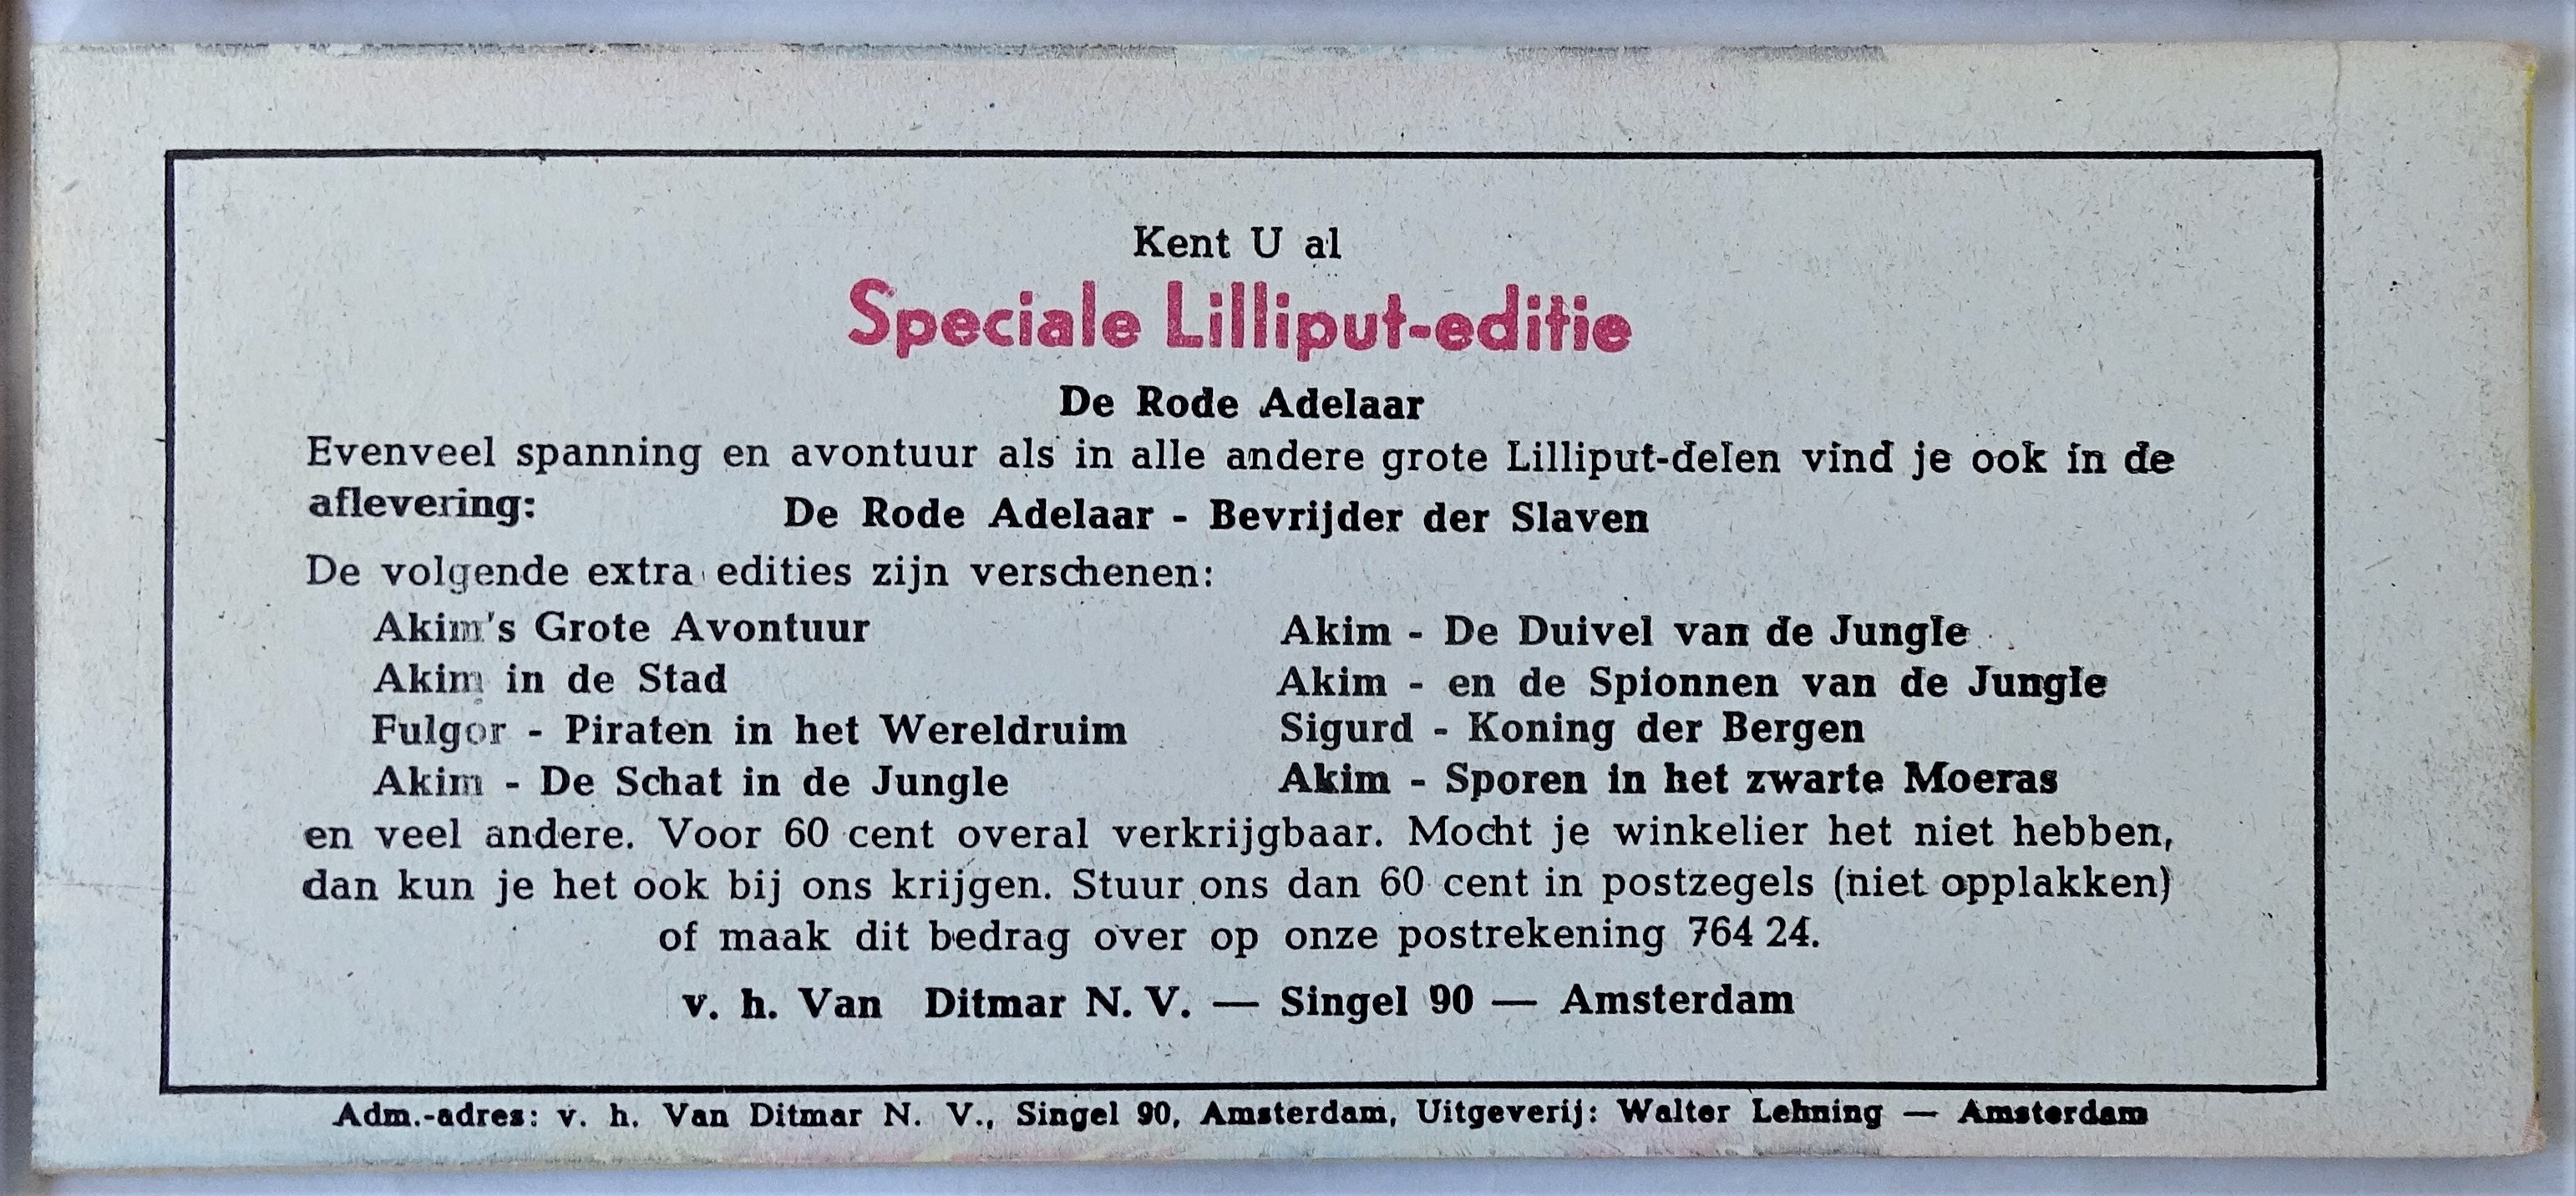 Kent U al
Speciale Lilliput-editie
De Rode Adelaar
Evenveel spanning en avontuur als in alle andere grote Lilliput-delen vind je ook in de
aflevering: De Rode Adelaar - Bevrijder der Slaven
De volgende extra edities zijn verschenen:
Akim's Grote Avontuur
Akim in de Stad
Fulgor - Piraten in het Wereldruim
Akim - De Schat in de Jungle
Akim - De Duivel van de Jungle
Akim - en de Spionnen van de Jungle
Sigurd - Koning der Bergen
Akim - Sporen in het zwarte Moeras
en veel andere. Voor 60 cent overal verkrijgbaar. Mocht je winkelier het niet hebben,
dan kun je het ook bij ons krijgen. Stuur ons dan 60 cent in postzegels (niet opplakken)
of maak dit bedrag over op onze postrekening 764 24.
v. h. Van Ditmar N. V. — Singel 90 — Amsterdam
Adm.-adres: v. h. Van Ditmar N. V., Singel 90, Amsterdam, Uitgeverij: Walter Lehning — Amsterdam